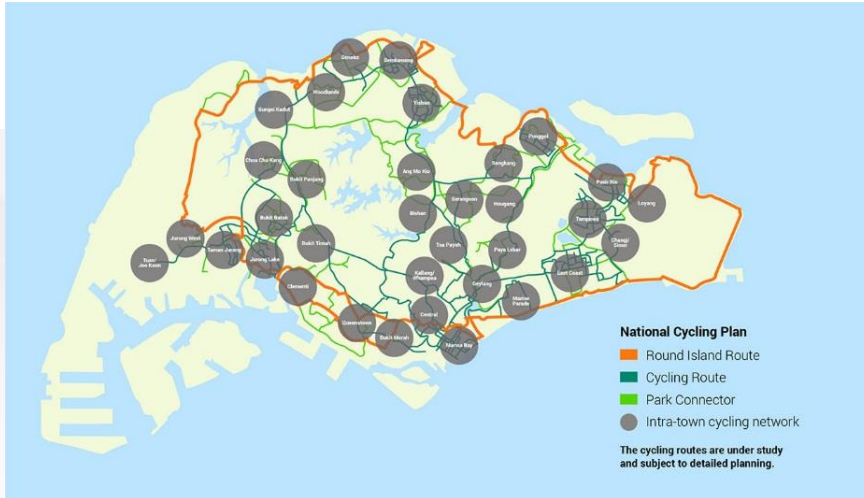 Sembawang
Woodlands
Sungei Kadut
Yishun
Punggol
Choa Chu Kang
Sengkang
Ang Mo Kio
Bukit Panjang
Pasir Ris
Serangoon
Hougang
Loyang
Bishan
Bukit Batok
Tampines
Jurong West
Toa Payoh
Changi/
Simei
Bukit Timah
Paya Lebar
Jurong Lake
East Coast
Kallang/
Clementi
Geylang
Marine
Parade
Central
Queenstown
Bukit Merah
Marina Bay
National Cycling Plan
Round Island Route
Cycling Route
Park Connector
Intra-town cycling network
The cycling routes are under study
and subject to detailed planning.